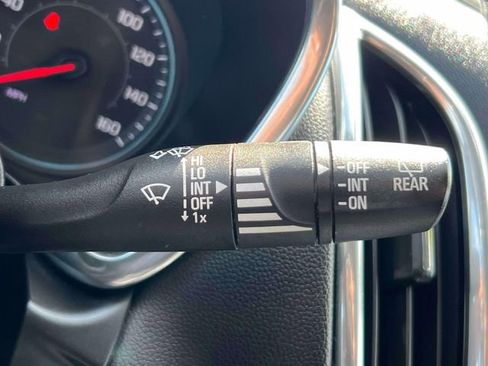 100
120
140
160
MPH
HI
LO
INT
OFF
1x
-OFF
-INT
-ON
REAR